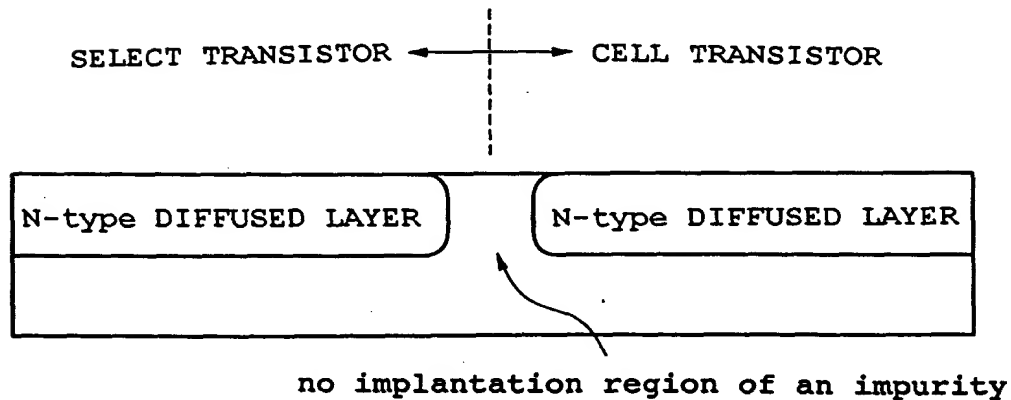 SELECT TRANSISTOR
CELL TRANSISTOR
N-type DIFFUSED LAYER
N-type DIFFUSED LAYER
no implantation region of an impurity